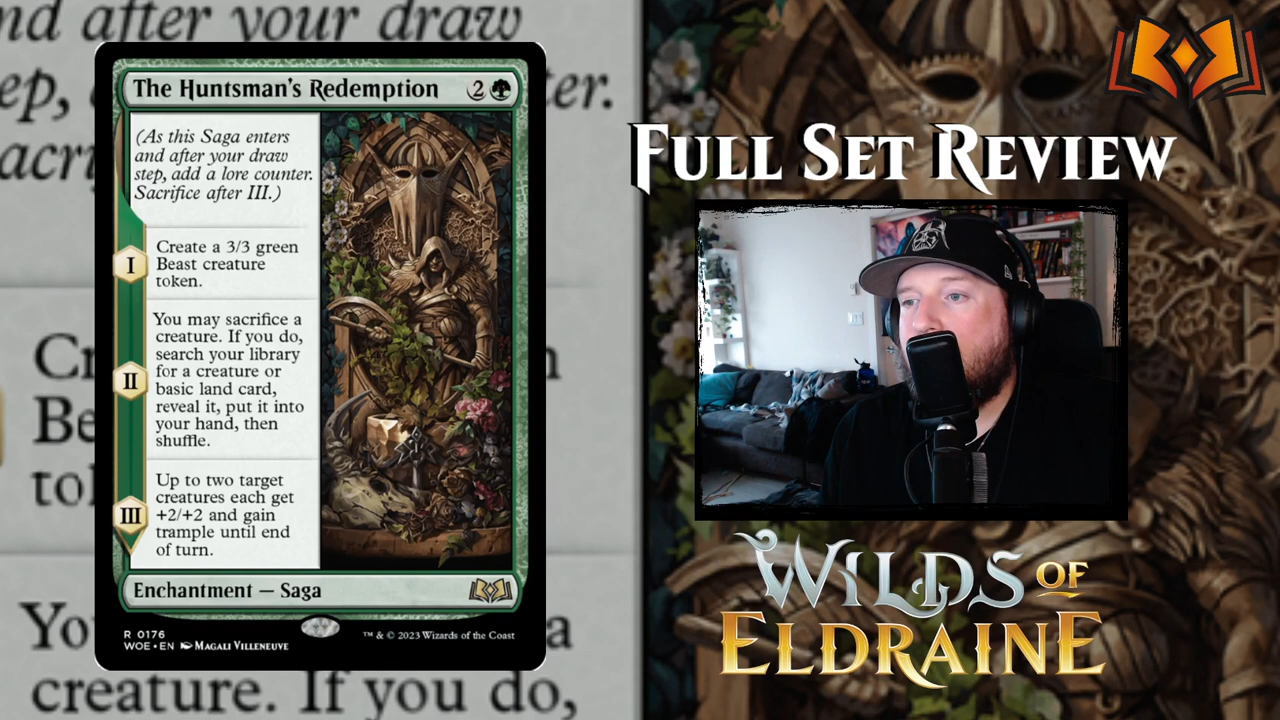 nd after your draw
ep,
ter.
acri
Cr
Be
tol
n
Yo
a
creature. If you do,
The Huntsman's Redemption 2
(As this Saga enters
and after your draw
step, add a lore counter.
Sacrifice after III.)
I
Create a 3/3 green
Beast creature
token.
II
You may sacrifice a
creature. If you do,
search your library
for a creature or
basic land card,
reveal it, put it into
your hand, then
shuffle.
III
Up to two target
creatures each get
+2/+2 and gain
trample until end
of turn.
Enchantment — Saga
R 0176
WOE • EN MAGALI VILLENEUVE
™ & © 2023 Wizards of the Coast
FULL SET REVIEW
WILDS OF
ELDRAINE